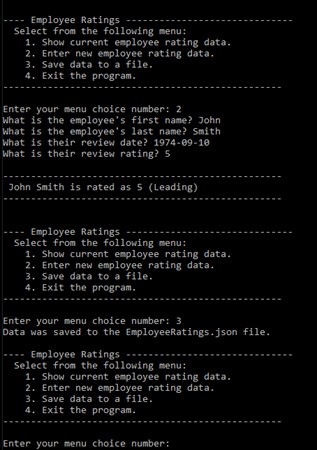 ---- Employee Ratings ------------------------------
  Select from the following menu:
    1. Show current employee rating data.
    2. Enter new employee rating data.
    3. Save data to a file.
    4. Exit the program.
--------------------------------------------------
Enter your menu choice number: 2
What is the employee's first name? John
What is the employee's last name? Smith
What is their review date? 1974-09-10
What is their review rating? 5
--------------------------------------------------
 John Smith is rated as 5 (Leading)
--------------------------------------------------
---- Employee Ratings ------------------------------
  Select from the following menu:
    1. Show current employee rating data.
    2. Enter new employee rating data.
    3. Save data to a file.
    4. Exit the program.
--------------------------------------------------
Enter your menu choice number: 3
Data was saved to the EmployeeRatings.json file.
---- Employee Ratings ------------------------------
  Select from the following menu:
    1. Show current employee rating data.
    2. Enter new employee rating data.
    3. Save data to a file.
    4. Exit the program.
--------------------------------------------------
Enter your menu choice number: